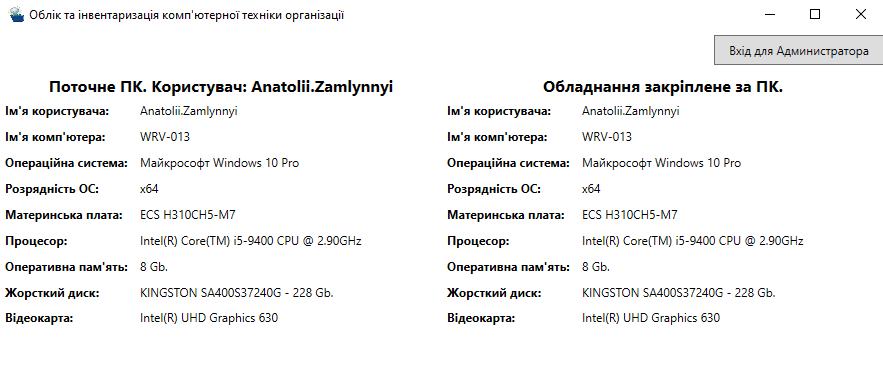 Облік та інвентаризація комп'ютерної техніки організації
Вхід для Администратора
Поточне ПК. Користувач: Anatolii.Zamlynnyi
Ім'я користувача: Anatolii.Zamlynnyi
Ім'я комп'ютера: WRV-013
Операційна система: Майкрософт Windows 10 Pro
Розрядність ОС: x64
Материнська плата: ECS H310CH5-M7
Процесор: Intel(R) Core(TM) i5-9400 CPU @ 2.90GHz
Оперативна пам'ять: 8 Gb.
Жорсткий диск: KINGSTON SA400S37240G - 228 Gb.
Відеокарта: Intel(R) UHD Graphics 630
Обладнання закріплене за ПК.
Ім'я користувача: Anatolii.Zamlynnyi
Ім'я комп'ютера: WRV-013
Операційна система: Майкрософт Windows 10 Pro
Розрядність ОС: x64
Материнська плата: ECS H310CH5-M7
Процесор: Intel(R) Core(TM) i5-9400 CPU @ 2.90GHz
Оперативна пам'ять: 8 Gb.
Жорсткий диск: KINGSTON SA400S37240G - 228 Gb.
Відеокарта: Intel(R) UHD Graphics 630